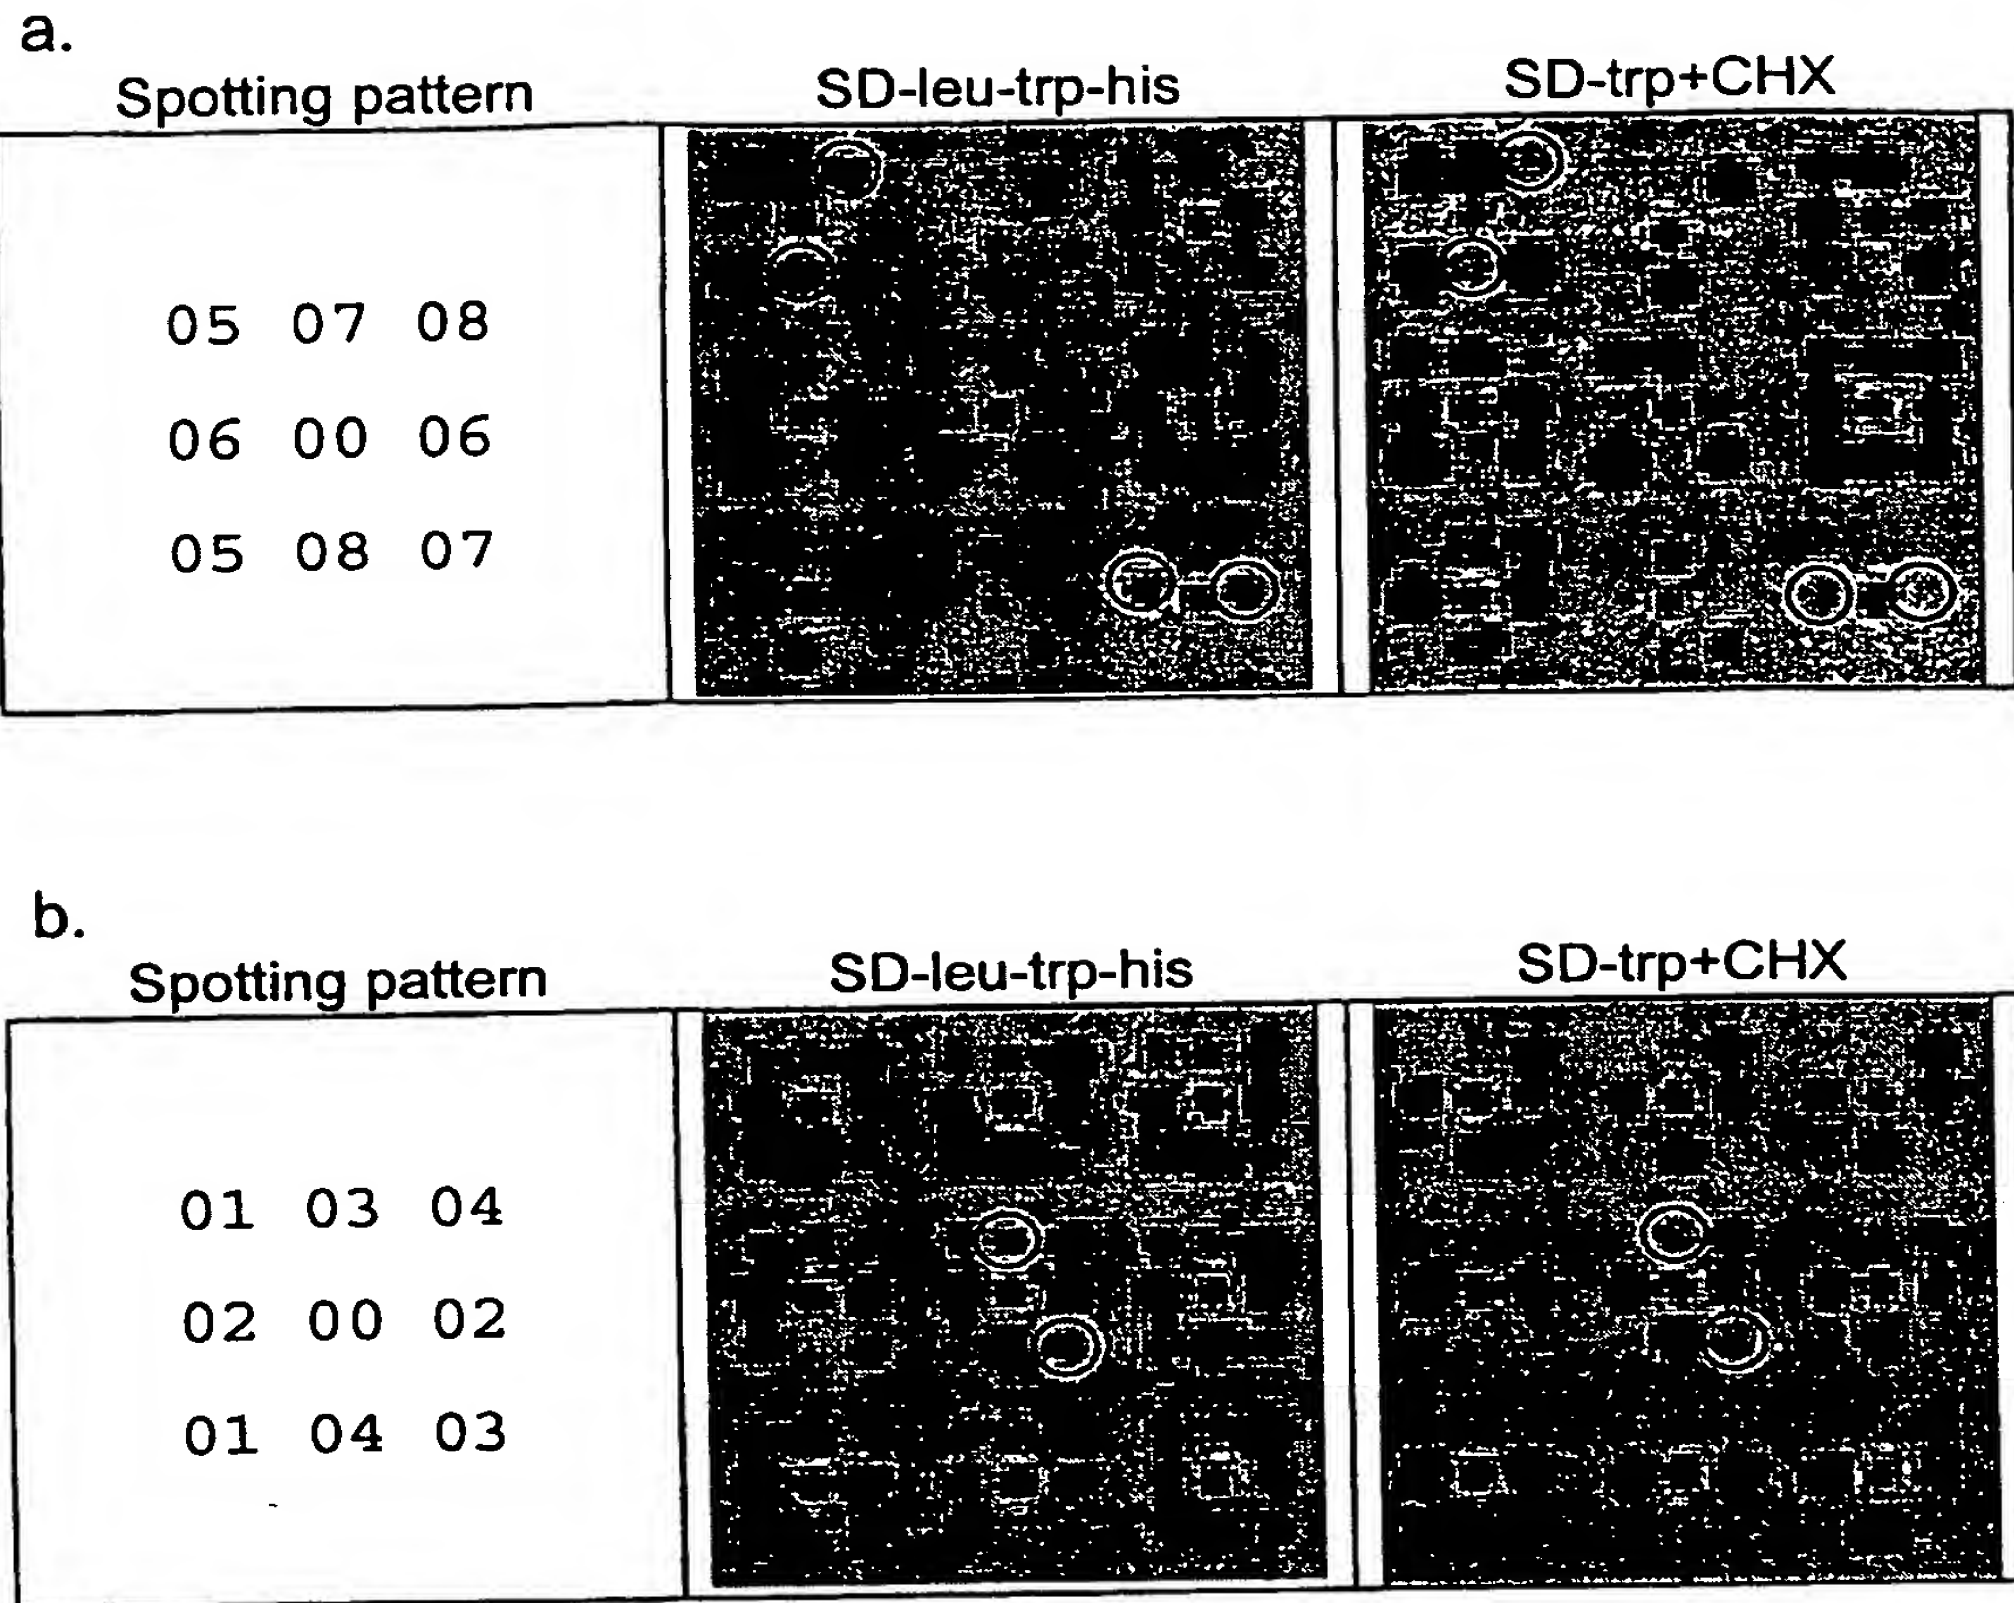 a.
Spotting pattern SD-leu-trp-his SD-trp+CHX
05 07 08
06 00 06
05 08 07
b.
Spotting pattern SD-leu-trp-his SD-trp+CHX
01 03 04
02 00 02
01 04 03